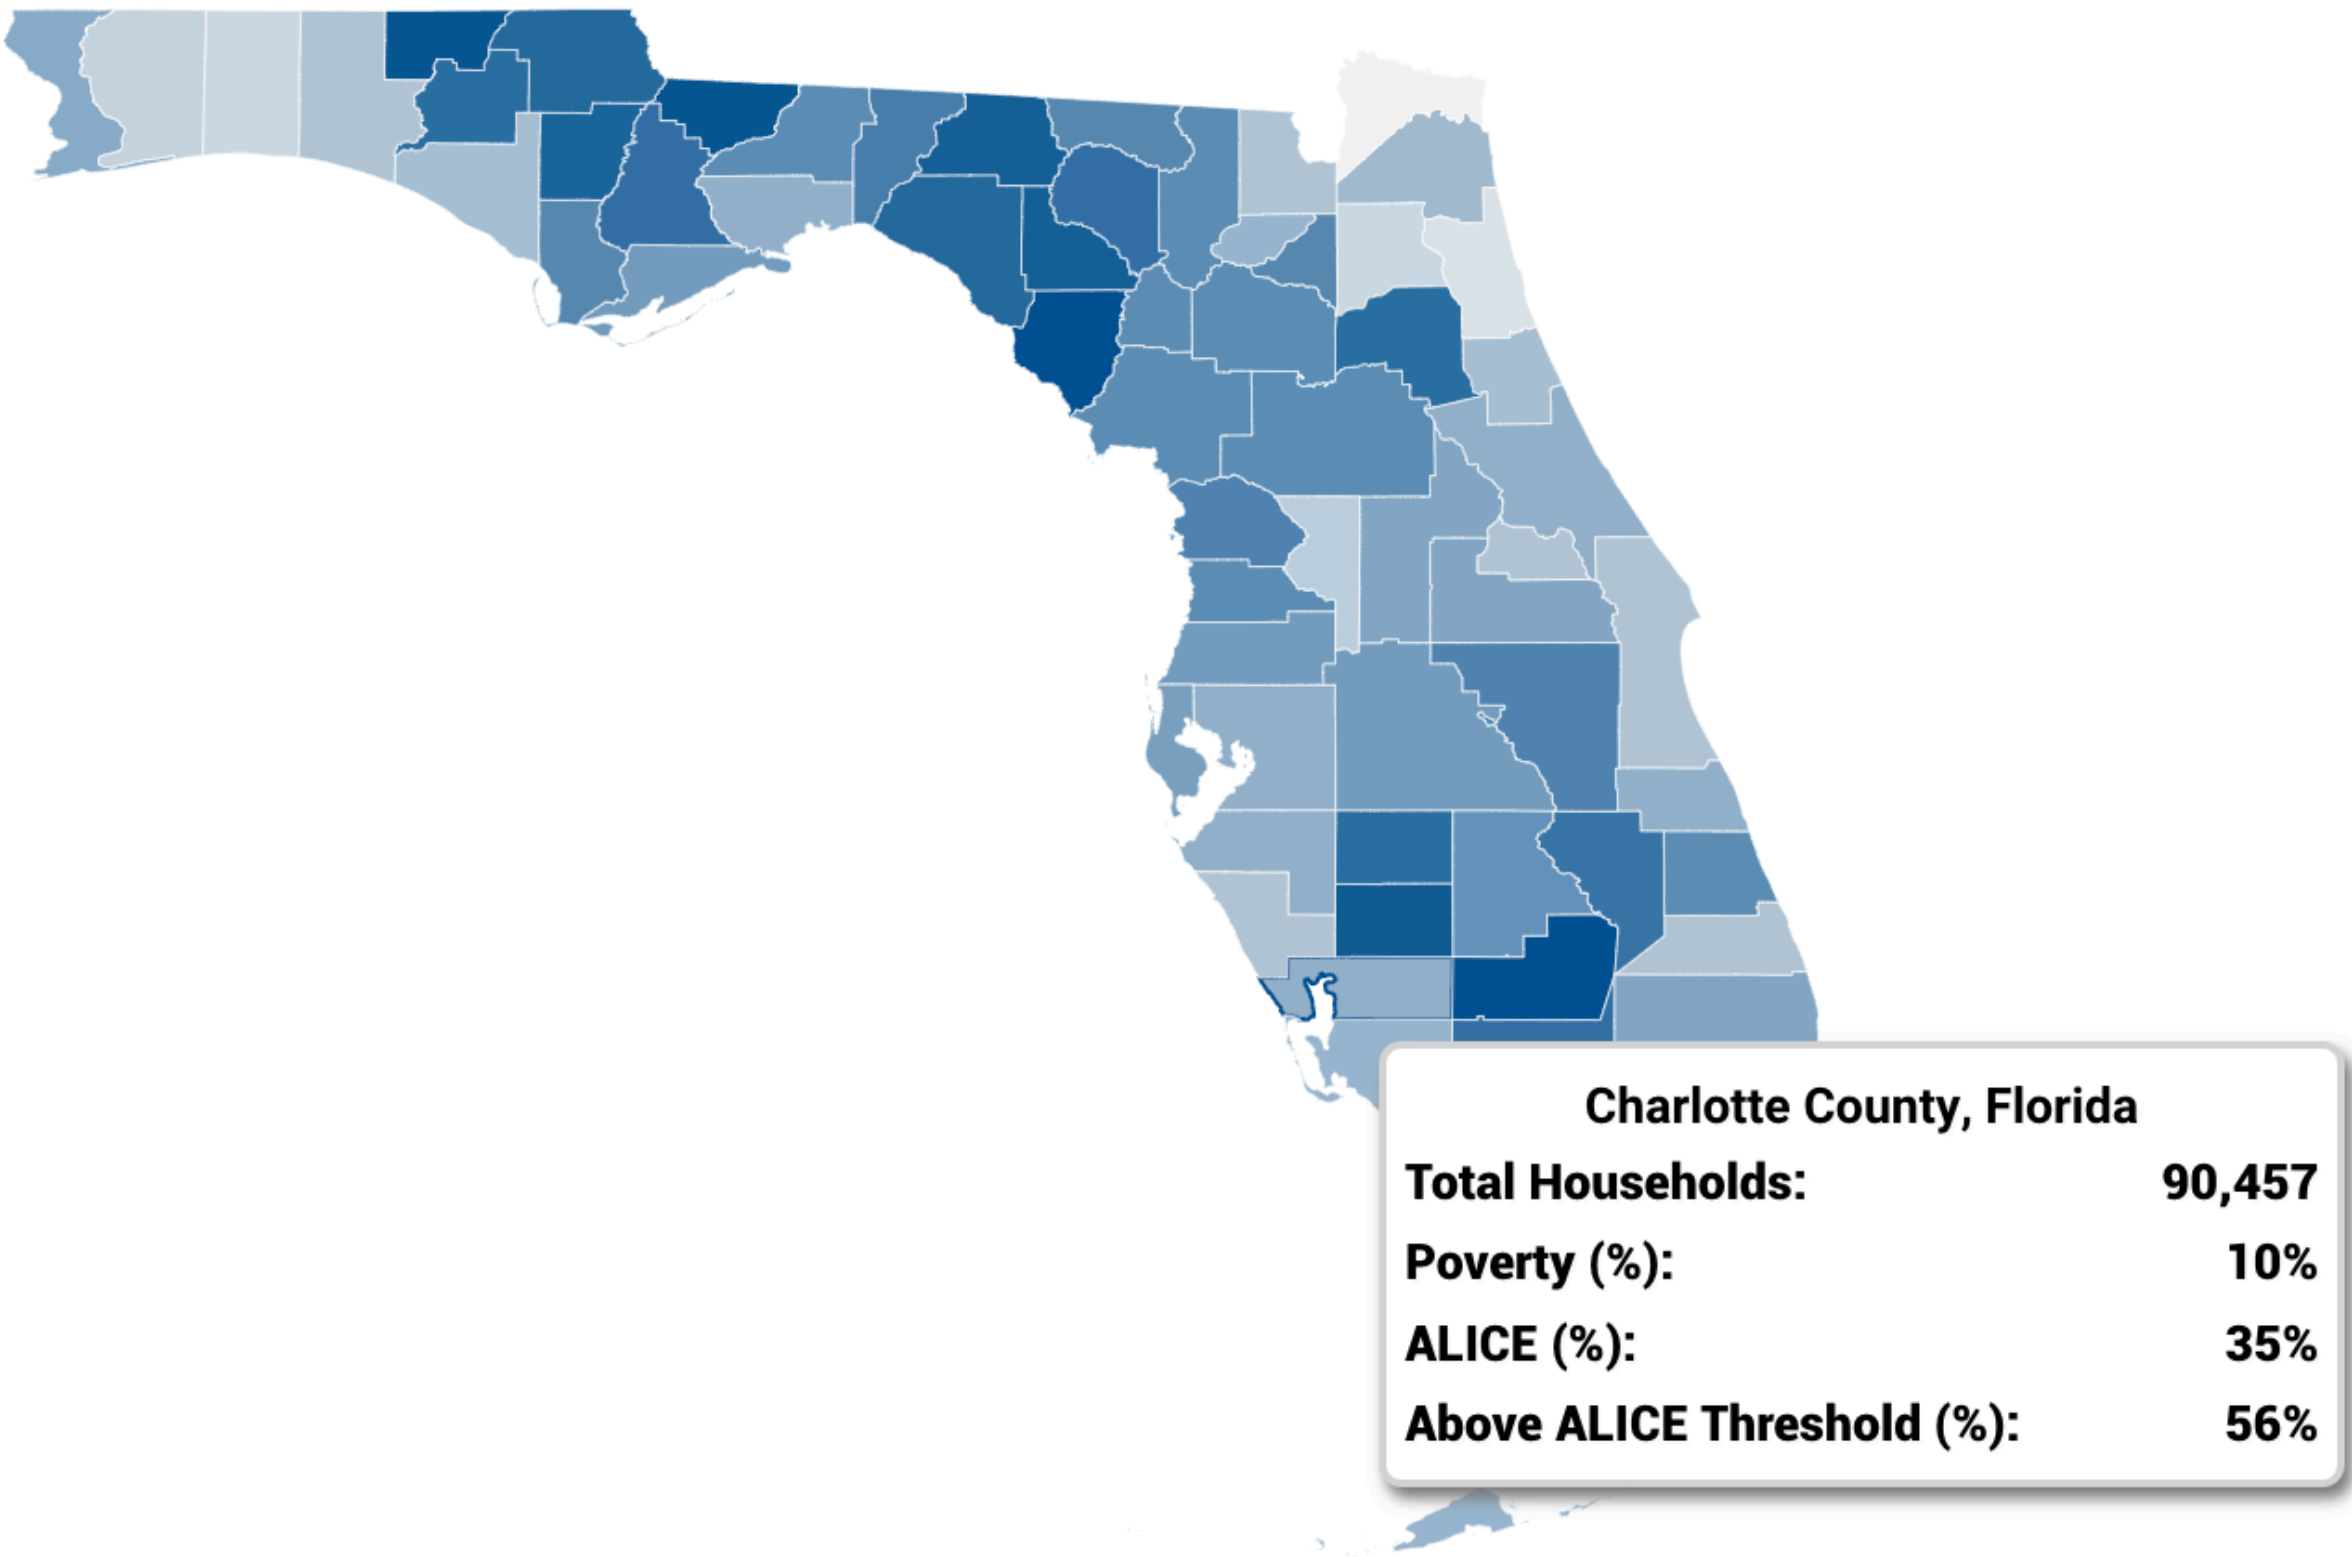 Charlotte County, Florida
Total Households: 90,457
Poverty (%): 10%
ALICE (%): 35%
Above ALICE Threshold (%): 56%